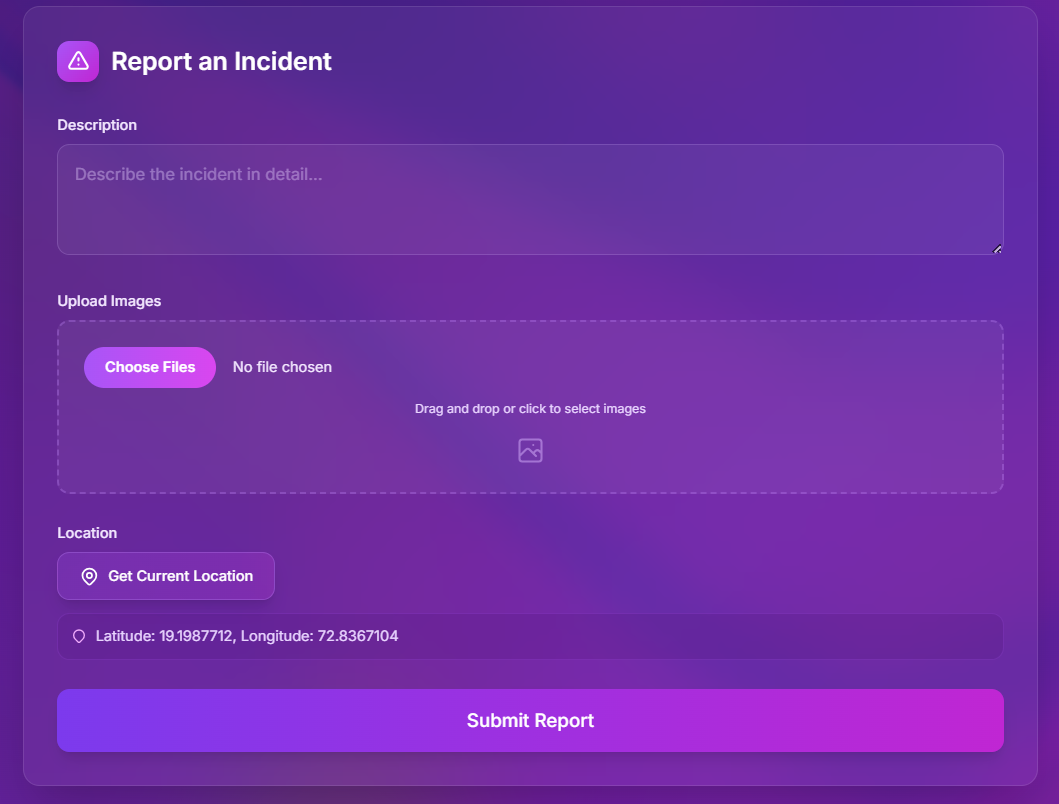 Report an Incident
Description
Describe the incident in detail...
Upload Images
Choose Files No file chosen
Drag and drop or click to select images
Location
Get Current Location
Latitude: 19.1987712, Longitude: 72.8367104
Submit Report